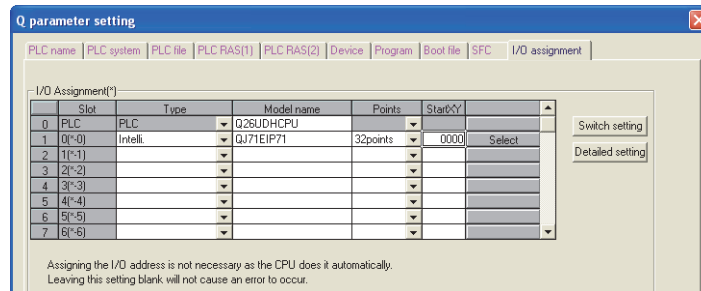 Q parameter setting
PLC name PLC system PLC file PLC RAS(1) PLC RAS(2) Device Program Boot file SFC I/O assignment
I/O Assignment(*)
Slot Type Model name Points StartXY
0 PLC PLC Q26UDHCPU
1 0(*-0) Intelli. QJ71EIP71 32points 0000 Select
2 1(*-1)
3 2(*-2)
4 3(*-3)
5 4(*-4)
6 5(*-5)
7 6(*-6)
Switch setting
Detailed setting
Assigning the I/O address is not necessary as the CPU does it automatically.
Leaving this setting blank will not cause an error to occur.